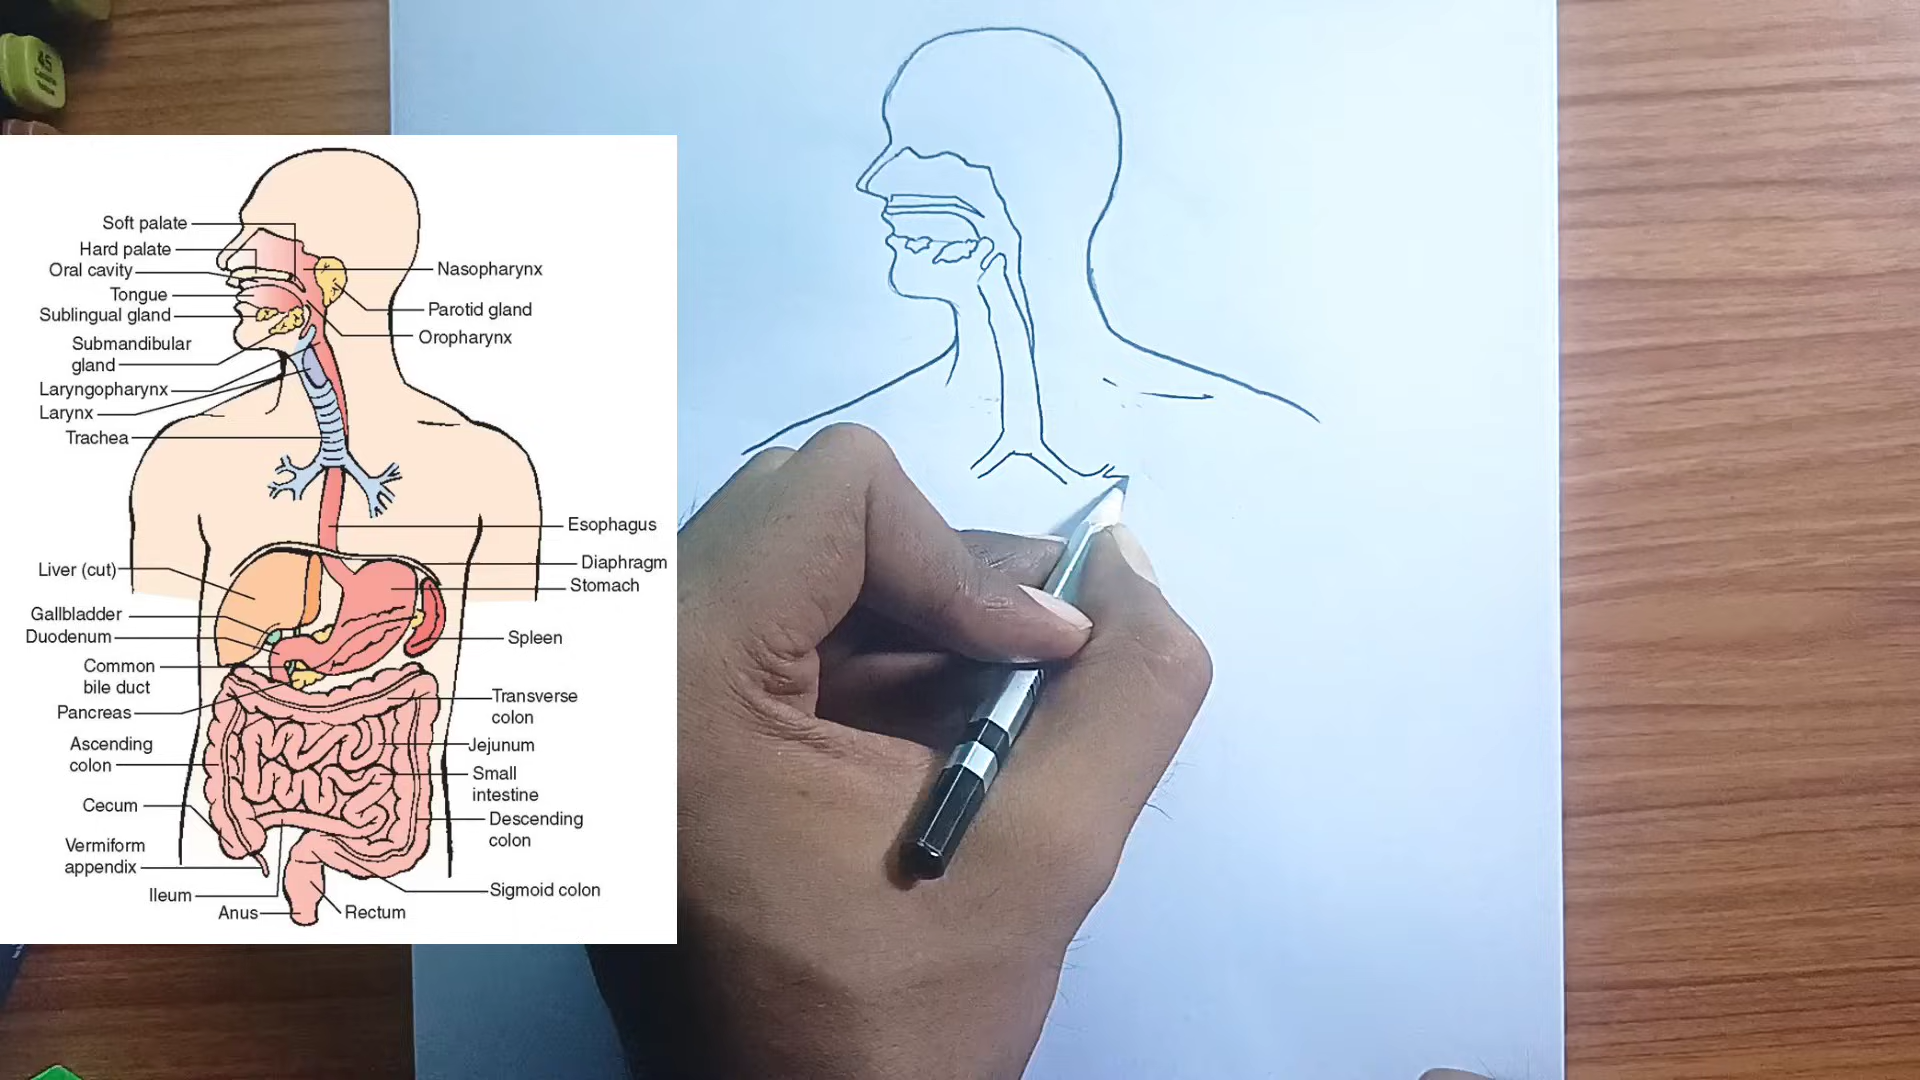 45
Soft palate
Hard palate
Oral cavity
Tongue
Sublingual gland
Submandibular
gland
Laryngopharynx
Larynx
Trachea
Liver (cut)
Gallbladder
Duodenum
Common
bile duct
Pancreas
Ascending
colon
Cecum
Vermiform
appendix
Ileum
Anus
Nasopharynx
Parotid gland
Oropharynx
Esophagus
Diaphragm
Stomach
Spleen
Transverse
colon
Jejunum
Small
intestine
Descending
colon
Sigmoid colon
Rectum